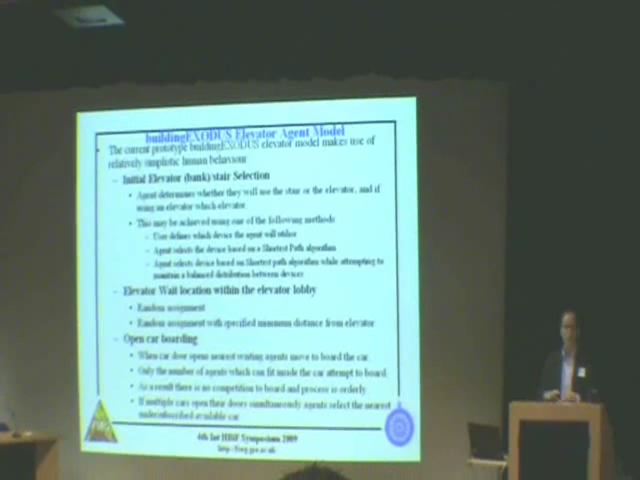 buildingEXODUS Elevator Agent Model
• The current prototype buildingEXODUS elevator model makes use of
relatively simplistic human behaviour
– Initial Elevator (bank)/stair Selection
• Agent determines whether they will use the stair or the elevator, and if
using an elevator which elevator.
• This may be achieved using one of the following methods
– User defines which device the agent will utilise
– Agent selects the device based on a Shortest Path algorithm
– Agent selects device based on Shortest path algorithm while attempting to
maintain a balanced distribution between devices
– Elevator Wait location within the elevator lobby
• Random assignment
• Random assignment with specified minimum distance from elevator
– Open car boarding
• When car door opens nearest waiting agents move to board the car.
• Only the number of agents which can fit inside the car attempt to board.
• As a result there is no competition to board and process is orderly
• If multiple cars open their doors simultaneously agents select the nearest
available car.
4th Int HBiF Symposium 2009
http://fseg.gre.ac.uk